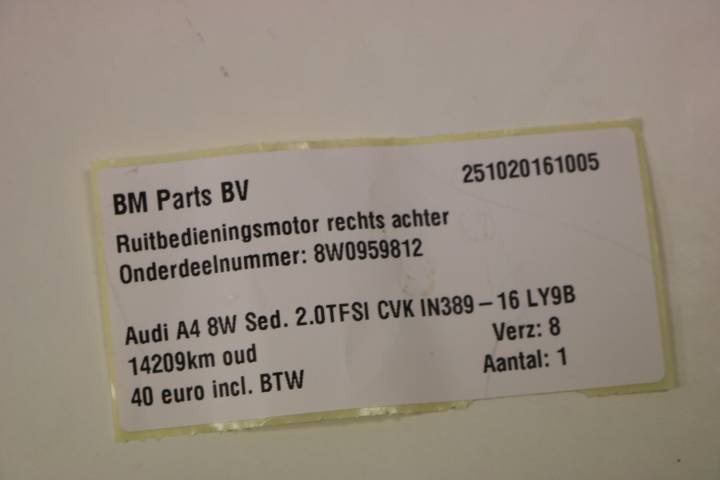 BM Parts BV 251020161005
Ruitbedieningsmotor rechts achter
Onderdeelnummer: 8W0959812
Audi A4 8W Sed. 2.0TFSI CVK IN389 – 16 LY9B
14209km oud Verz: 8
40 euro incl. BTW Aantal: 1